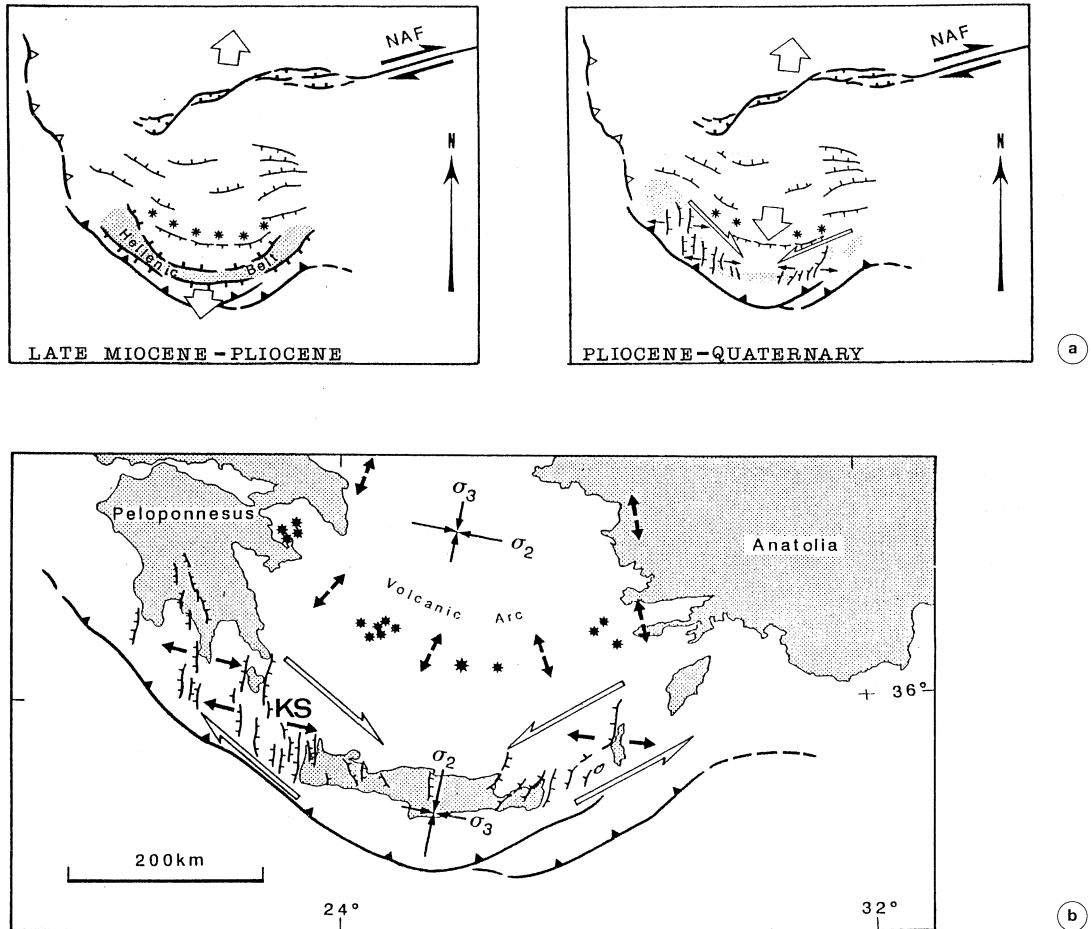 NAF
N
Hellenic Belt
LATE MIOCENE-PLIOCENE
NAF
N
PLIOCENE-QUATERNARY
a
Peloponnesus
σ3
σ2
Anatolia
Volcanic Arc
36°
KS
σ2
σ3
200km
24°
32°
b